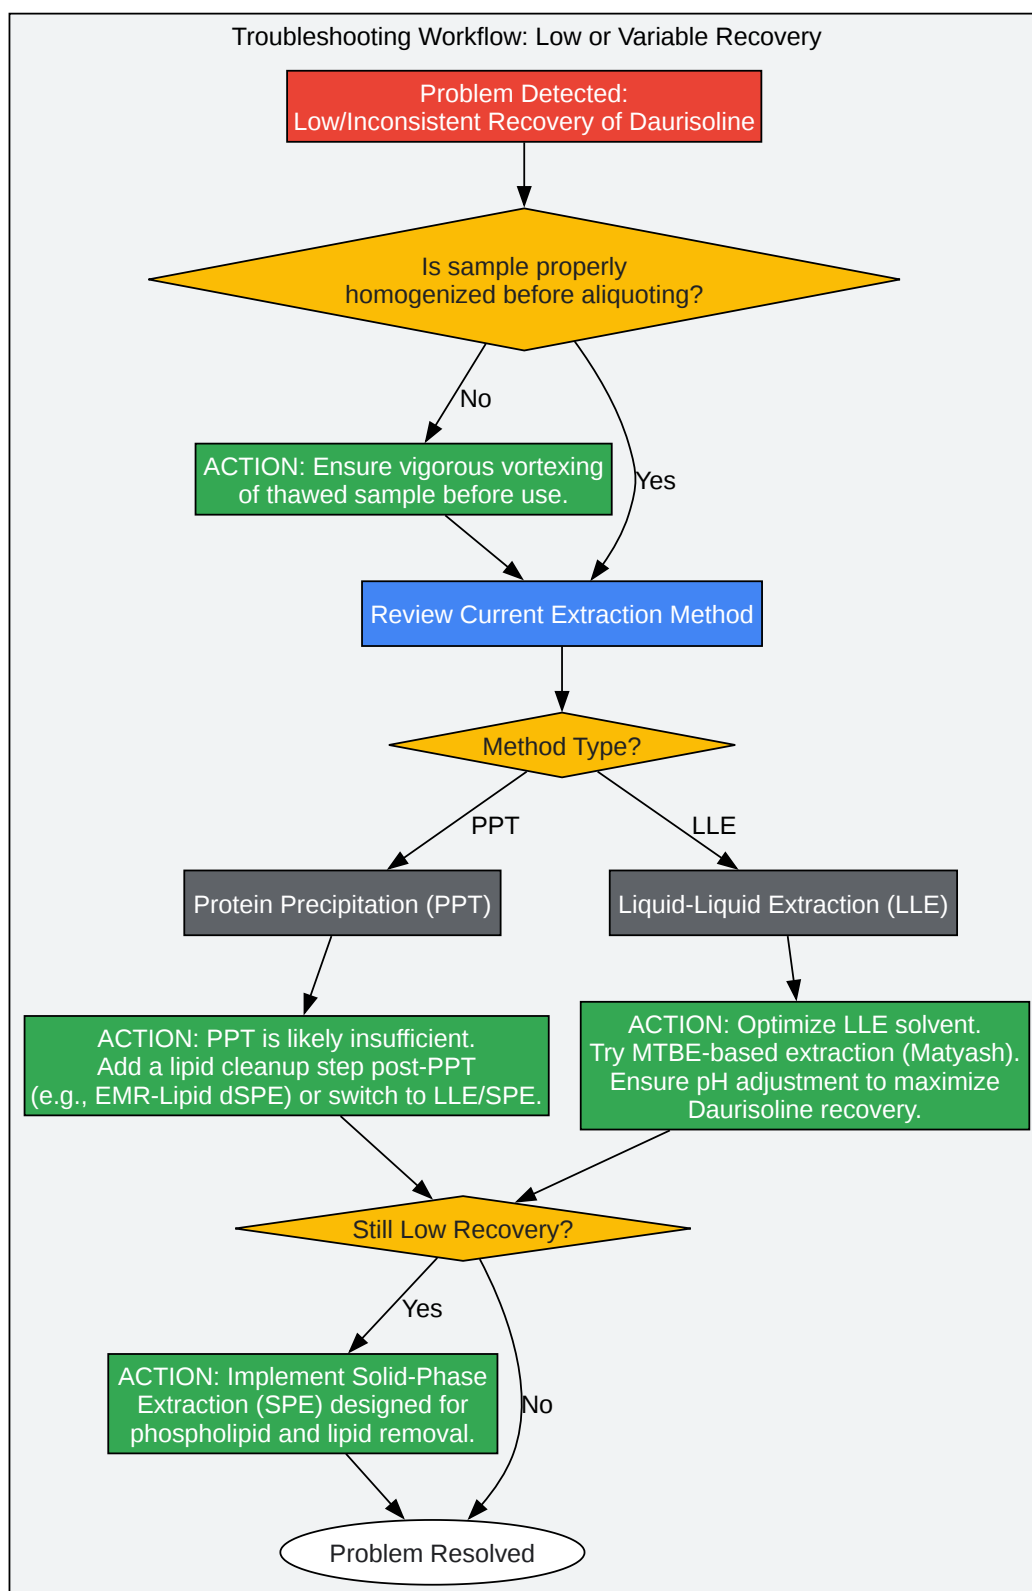 Troubleshooting Workflow: Low or Variable Recovery
Problem Detected:
Low/Inconsistent Recovery of Daurisoline
Is sample properly
homogenized before aliquoting?
No
Yes
ACTION: Ensure vigorous vortexing
of thawed sample before use.
Review Current Extraction Method
Method Type?
PPT
LLE
Protein Precipitation (PPT)
Liquid-Liquid Extraction (LLE)
ACTION: PPT is likely insufficient.
Add a lipid cleanup step post-PPT
(e.g., EMR-Lipid dSPE) or switch to LLE/SPE.
ACTION: Optimize LLE solvent.
Try MTBE-based extraction (Matyash).
Ensure pH adjustment to maximize
Daurisoline recovery.
Still Low Recovery?
Yes
No
ACTION: Implement Solid-Phase
Extraction (SPE) designed for
phospholipid and lipid removal.
Problem Resolved